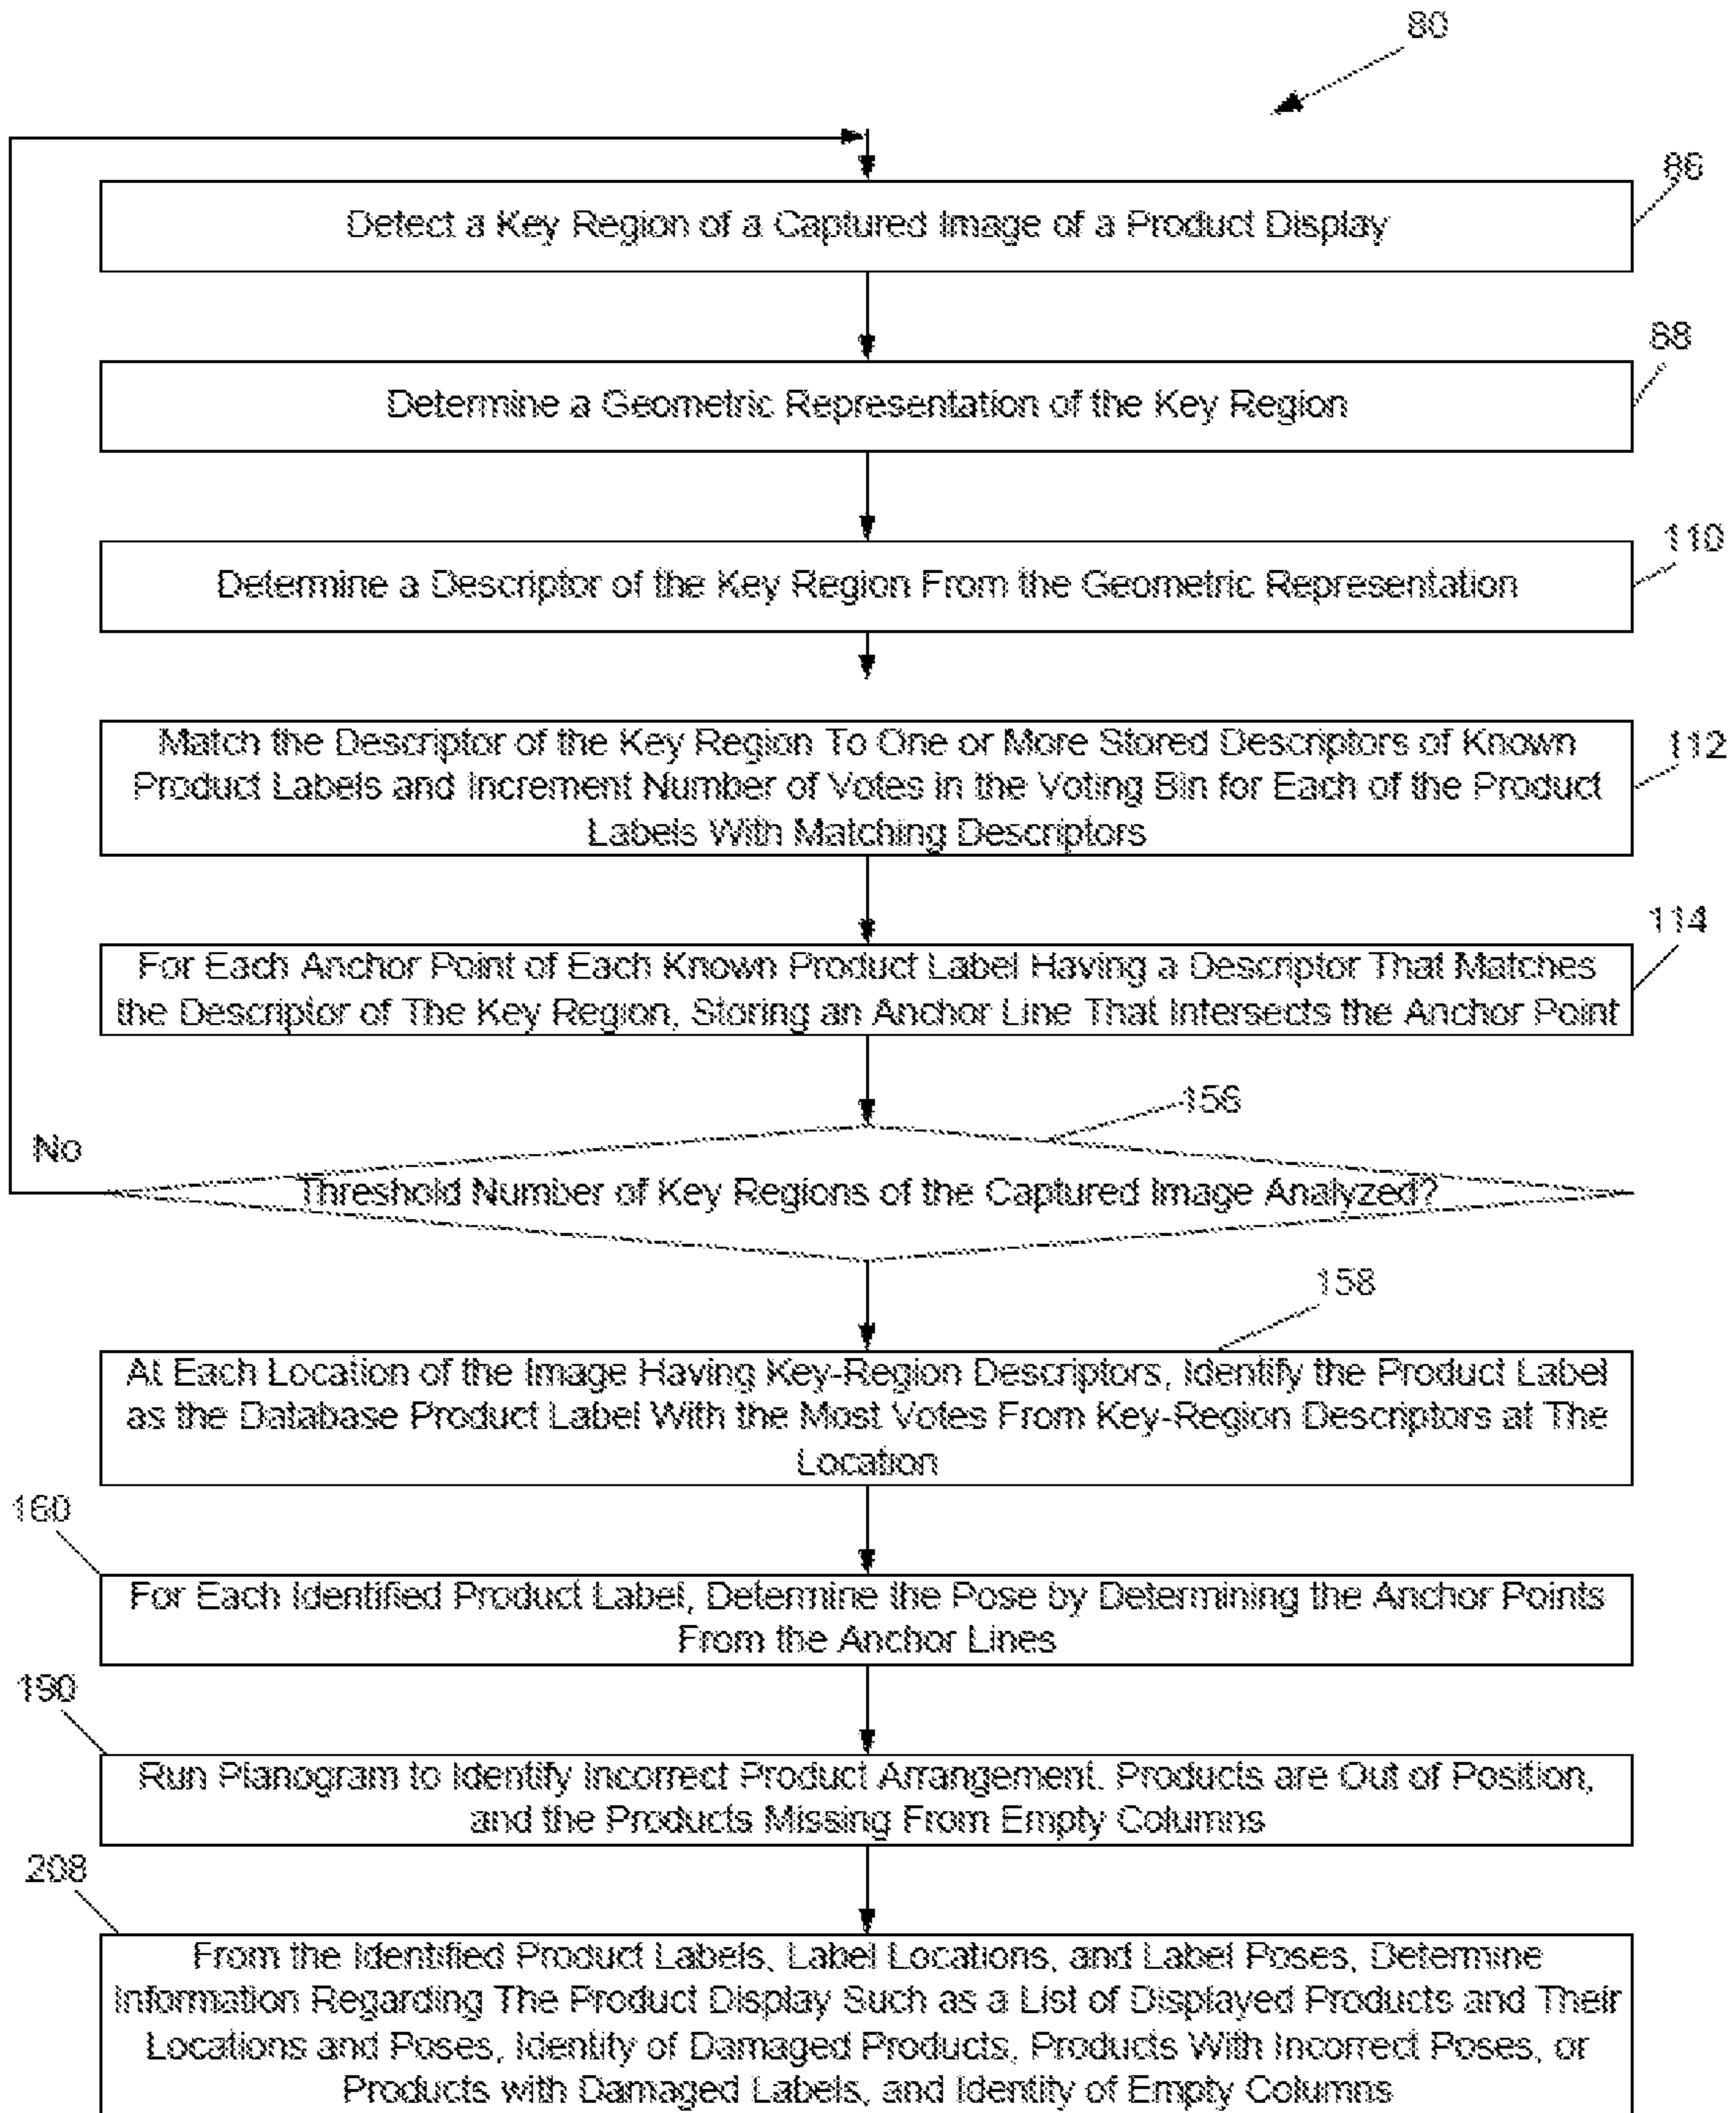 80
86
Detect a Key Region of a Captured Image of a Product Display
88
Determine a Geometric Representation of the Key Region
110
Determine a Descriptor of the Key Region From the Geometric Representation
112
Match the Descriptor of the Key Region To One or More Stored Descriptors of Known
Product Labels and Increment Number of Votes in the Voting Bin for Each of the Product
Labels With Matching Descriptors
114
For Each Anchor Point of Each Known Product Label Having a Descriptor That Matches
the Descriptor of The Key Region, Storing an Anchor Line That Intersects the Anchor Point
156
No
Threshold Number of Key Regions of the Captured Image Analyzed?
158
At Each Location of the Image Having Key-Region Descriptors, Identify the Product Label
as the Database Product Label With the Most Votes From Key-Region Descriptors at The
Location
160
For Each Identified Product Label, Determine the Pose by Determining the Anchor Points
From the Anchor Lines
190
Run Planogram to Identify Incorrect Product Arrangement. Products are Out of Position,
and the Products Missing From Empty Columns
208
From the Identified Product Labels, Label Locations, and Label Poses, Determine
Information Regarding The Product Display Such as a List of Displayed Products and Their
Locations and Poses, Identity of Damaged Products, Products With Incorrect Poses, or
Products with Damaged Labels, and Identity of Empty Columns